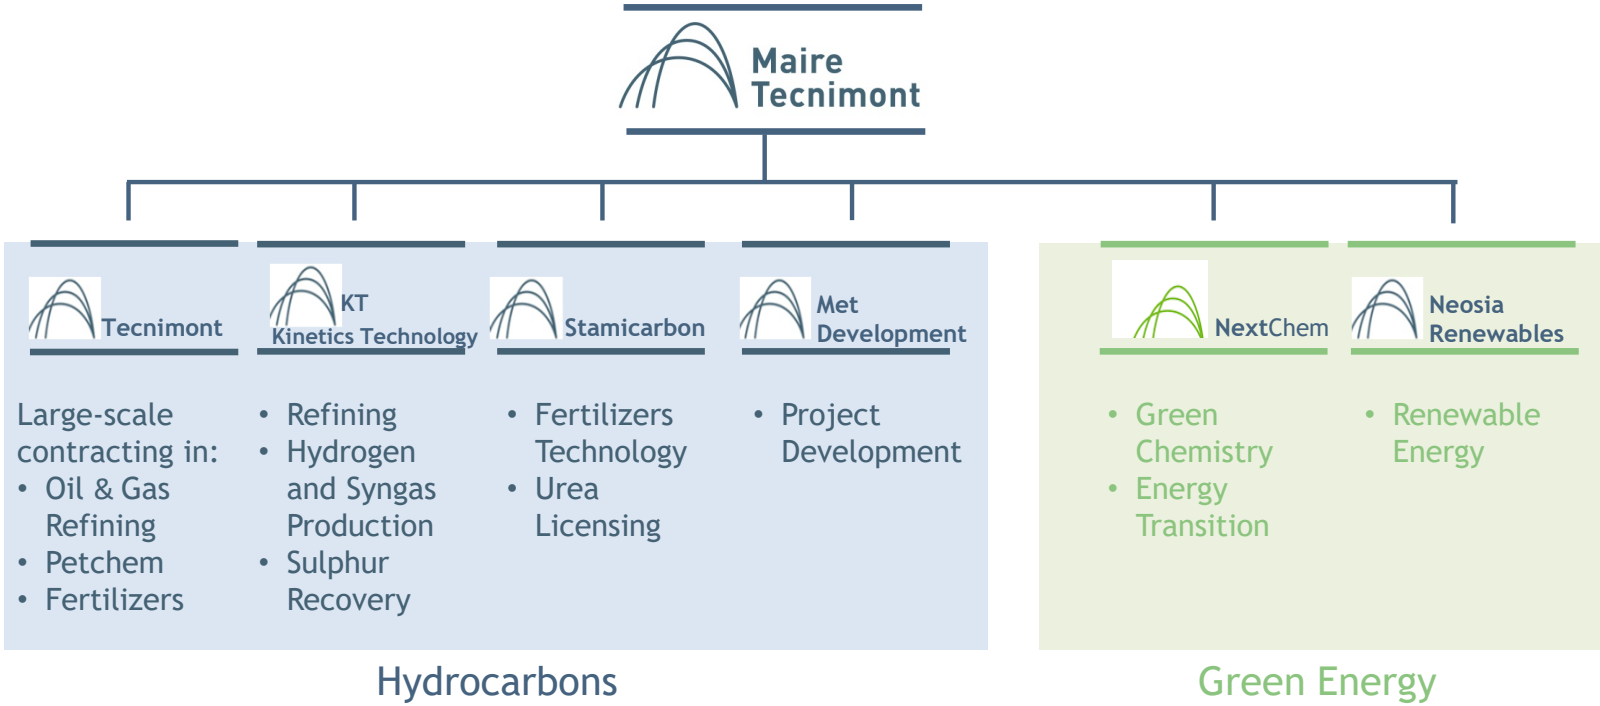 Maire
Tecnimont
Tecnimont
KT
Kinetics Technology
Stamicarbon
Met
Development
NextChem
Neosia
Renewables
Large-scale
contracting in:
• Oil & Gas
Refining
• Petchem
• Fertilizers
• Refining
• Hydrogen
and Syngas
Production
• Sulphur
Recovery
• Fertilizers
Technology
• Urea
Licensing
• Project
Development
• Green
Chemistry
• Energy
Transition
• Renewable
Energy
Hydrocarbons
Green Energy